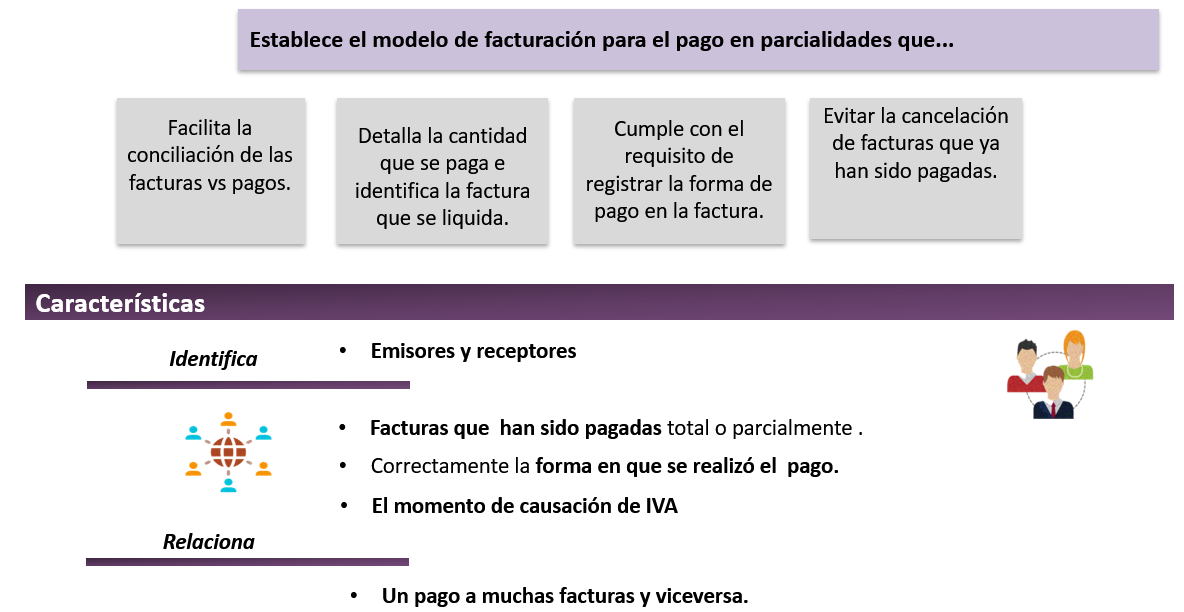 Establece el modelo de facturación para el pago en parcialidades que...
Facilita la
conciliación de las
facturas vs pagos.
Detalla la cantidad
que se paga e
identifica la factura
que se liquida.
Cumple con el
requisito de
registrar la forma de
pago en la factura.
Evitar la cancelación
de facturas que ya
han sido pagadas.
Características
Identifica
• Emisores y receptores
• Facturas que han sido pagadas total o parcialmente .
• Correctamente la forma en que se realizó el pago.
• El momento de causación de IVA
Relaciona
• Un pago a muchas facturas y viceversa.